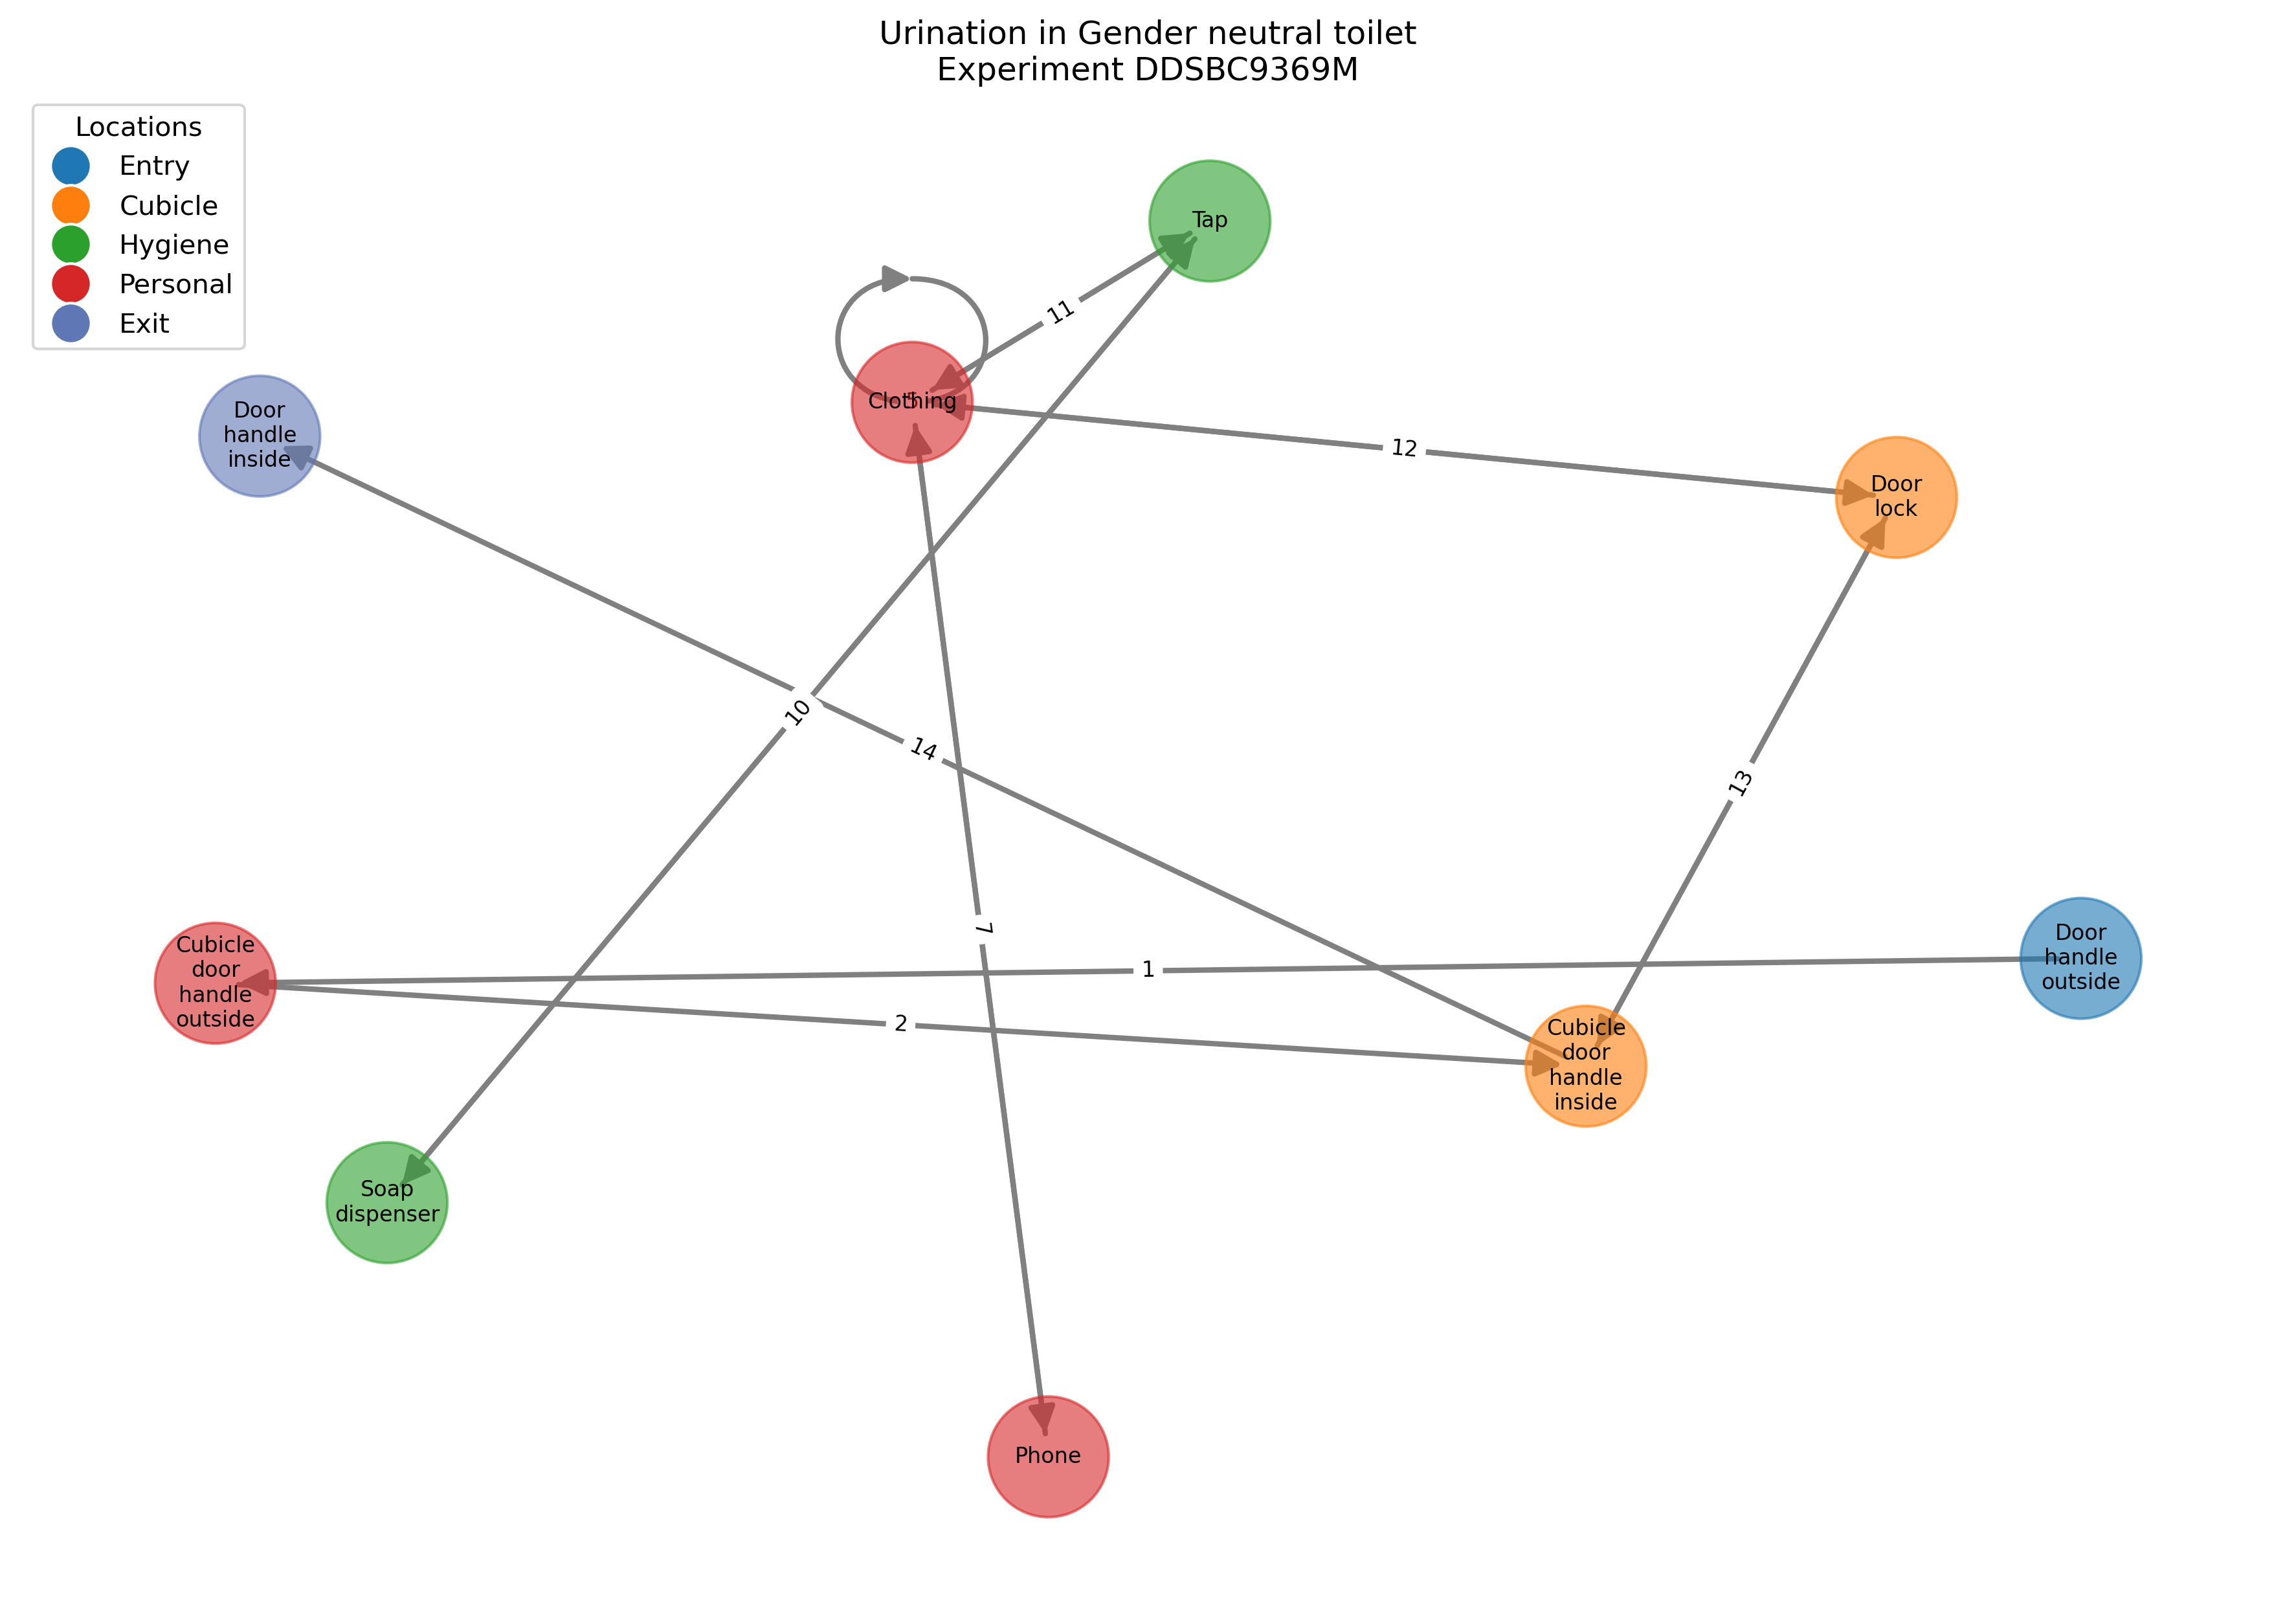 Urination in Gender neutral toilet
Experiment DDSBC9369M
Locations
Entry
Cubicle
Hygiene
Personal
Exit
Tap
11
Clothing
12
Door
handle
inside
Door
lock
10
14
13
7
1
2
Cubicle
door
handle
outside
Door
handle
outside
Cubicle
door
handle
inside
Soap
dispenser
Phone